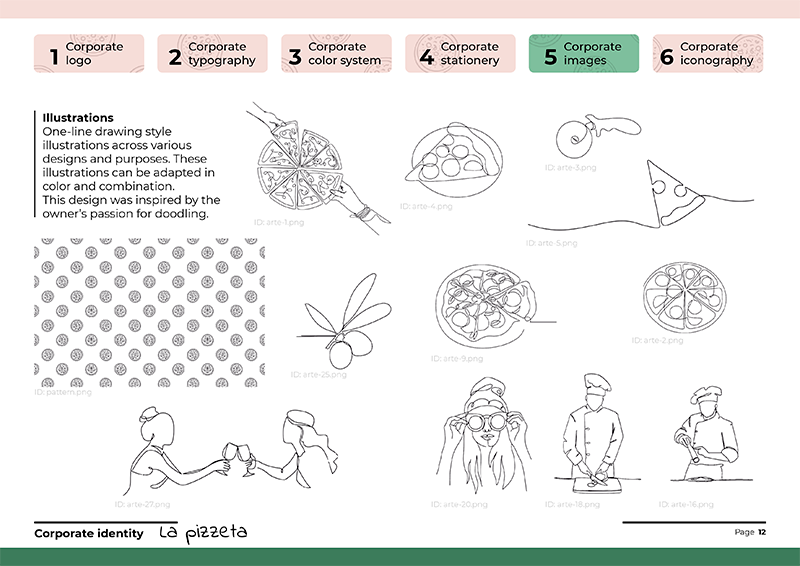 1 Corporate
logo
2 Corporate
typography
3 Corporate
color system
4 Corporate
stationery
5 Corporate
images
6 Corporate
iconography
Illustrations
One-line drawing style
illustrations across various
designs and purposes. These
illustrations can be adapted in
color and combination.
This design was inspired by the
owner's passion for doodling.
ID: arte-1.png
ID: arte-4.png
ID: arte-3.png
ID: arte-5.png
ID: pattern.png
ID: arte-25.png
ID: arte-9.png
ID: arte-2.png
ID: arte-27.png
ID: arte-20.png
ID: arte-18.png
ID: arte-16.png
Corporate identity La pizzeta
Page 12